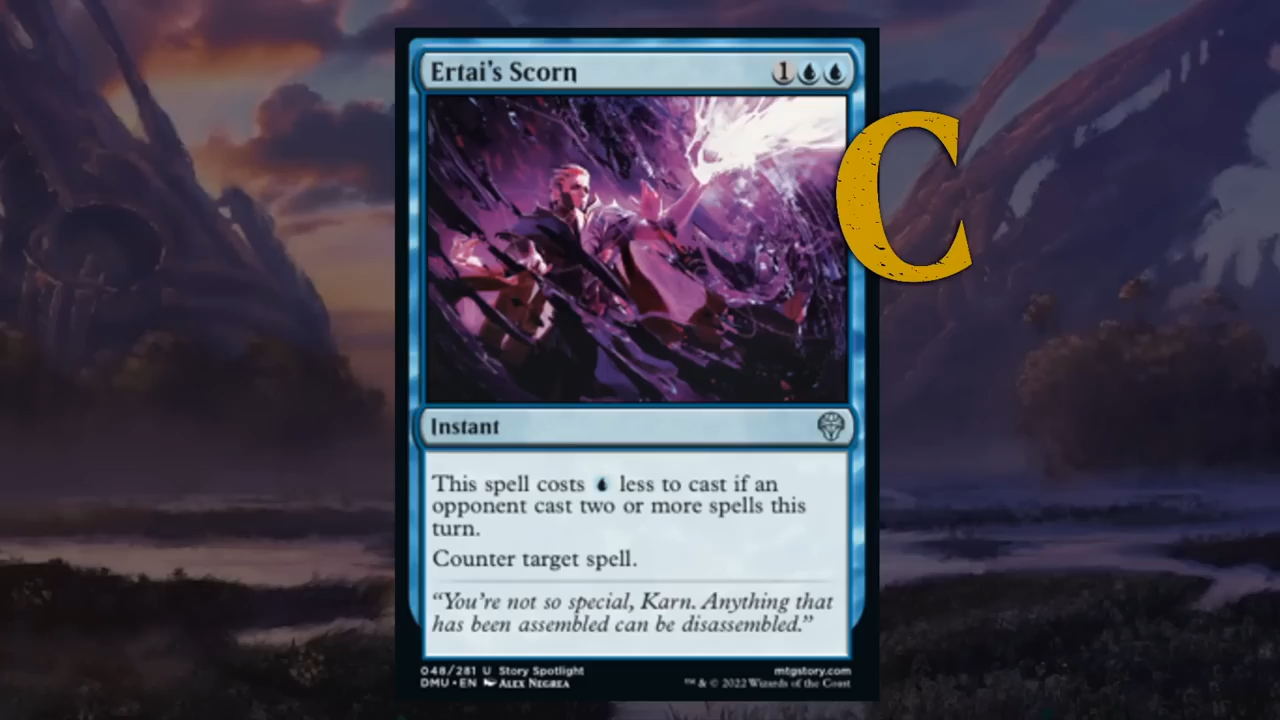 Ertai's Scorn 1
C
Instant
This spell costs less to cast if an
opponent cast two or more spells this
turn.
Counter target spell.
“You're not so special, Karn. Anything that
has been assembled can be disassembled.”
048/281 U Story Spotlight mtgstory.com
DMU • EN ALEX NEGREA ™ & © 2022 Wizards of the Coast